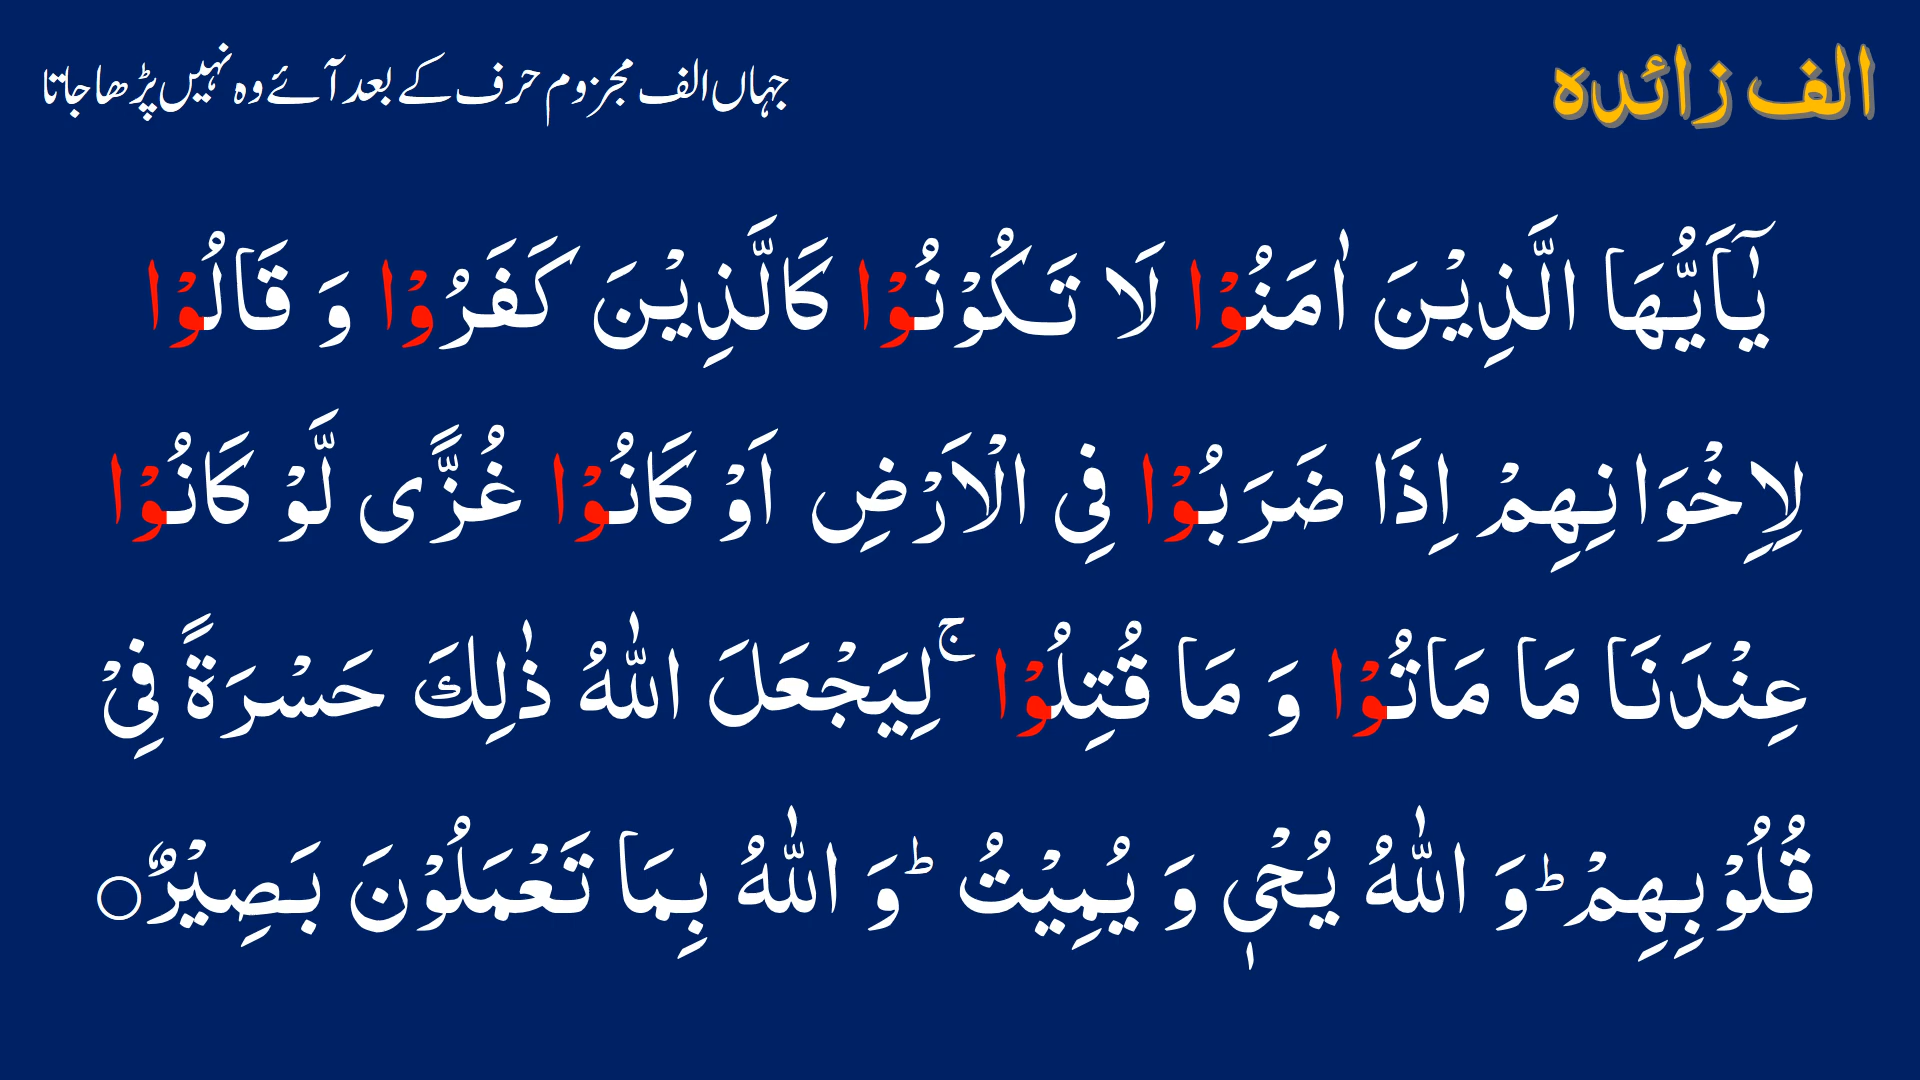 الف زائدہ
جہاں الف مجزوم حرف کے بعد آئے وہ نہیں پڑھا جاتا
یٰۤاَیُّهَا الَّذِیْنَ اٰمَنُوْا لَا تَكُوْنُوْا كَالَّذِیْنَ كَفَرُوْا وَ قَالُوْا
لِاِخْوَانِهِمْ اِذَا ضَرَبُوْا فِی الْاَرْضِ اَوْ كَانُوْا غُزًّى لَّوْ كَانُوْا
عِنْدَنَا مَا مَاتُوْا وَ مَا قُتِلُوْا ۚ لِیَجْعَلَ اللّٰهُ ذٰلِكَ حَسْرَةً فِیْ
قُلُوْبِهِمْ ؕ وَ اللّٰهُ یُحْیٖ وَ یُمِیْتُ ؕ وَ اللّٰهُ بِمَا تَعْمَلُوْنَ بَصِیْرٌ ○